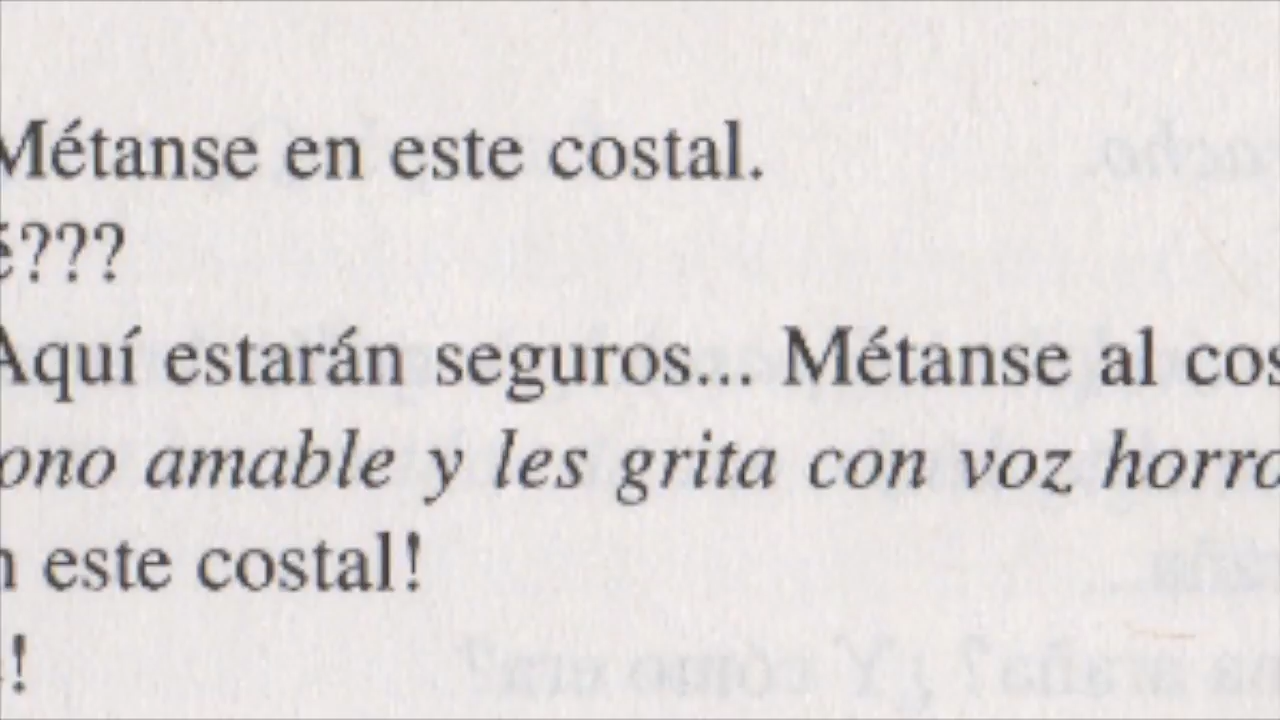 Métanse en este costal.
é???
Aquí estarán seguros... Métanse al cos
ono amable y les grita con voz horro
n este costal!
!